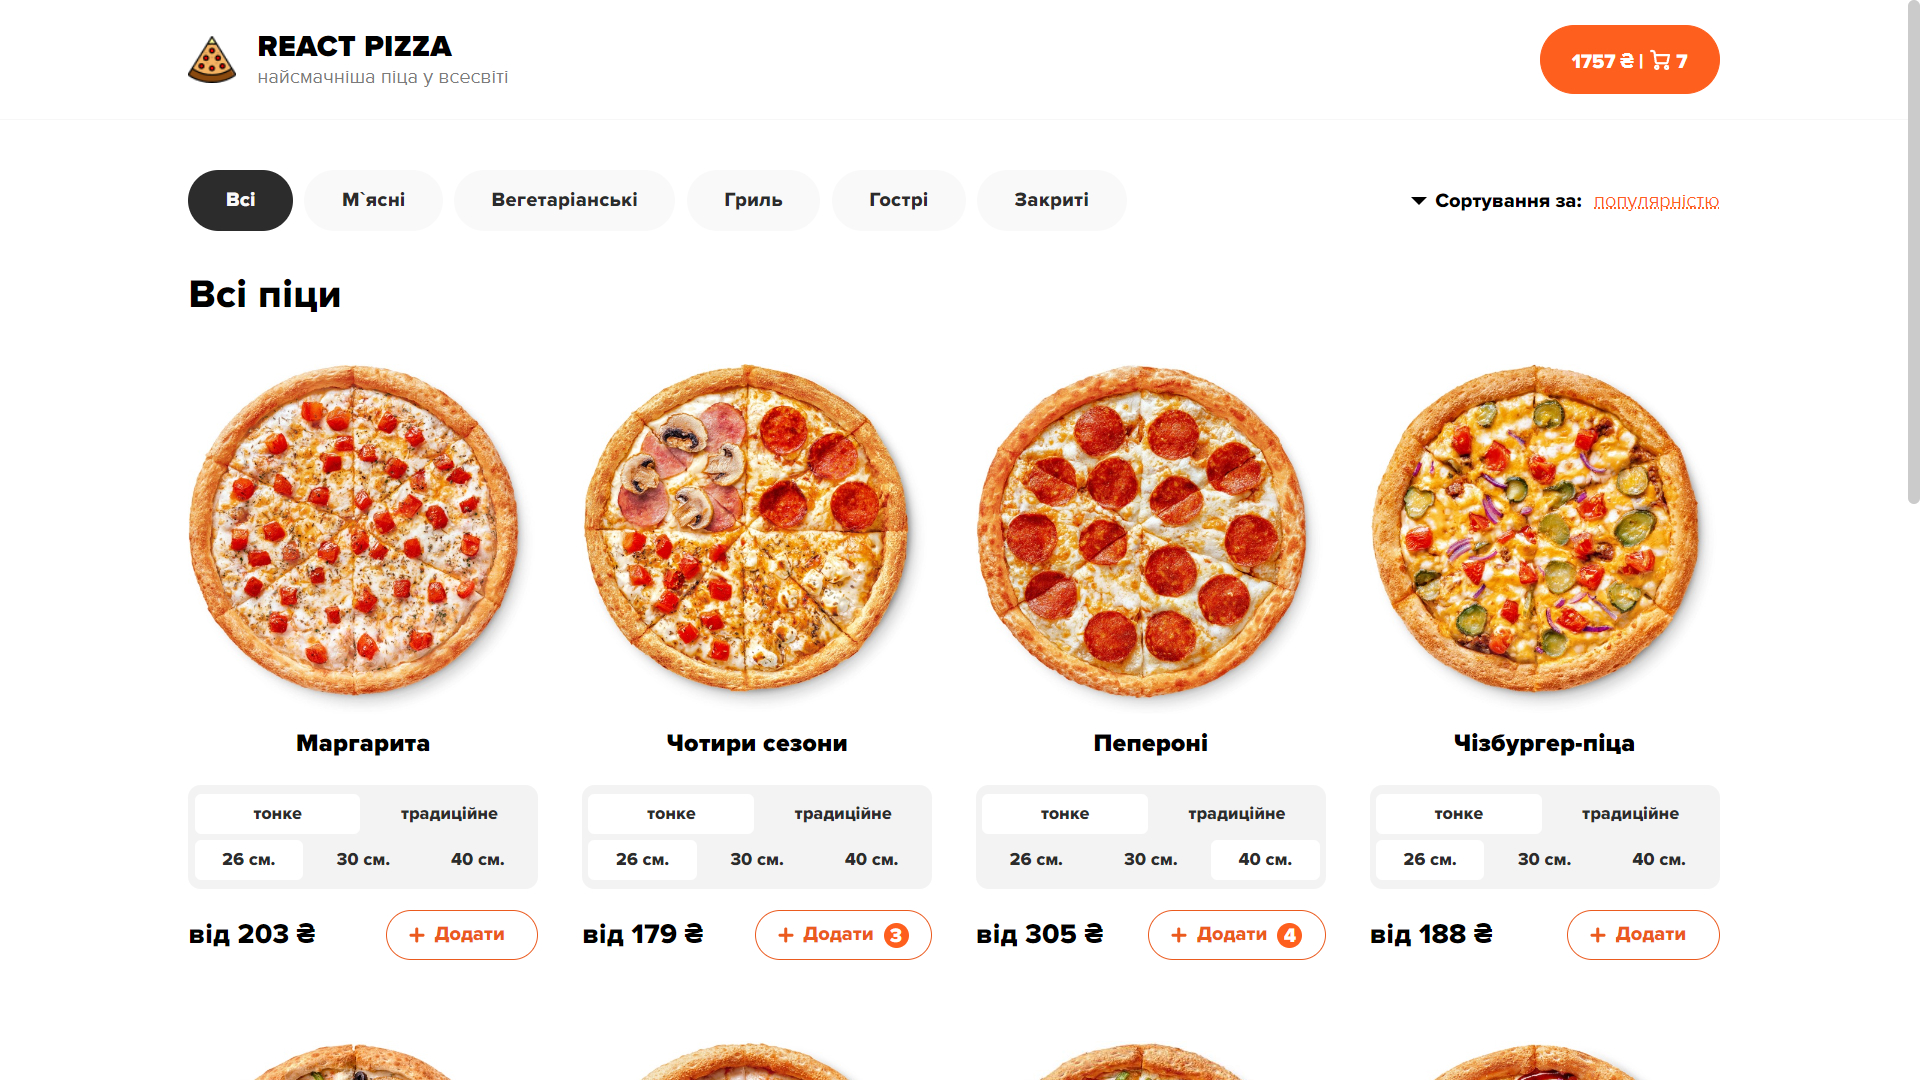 REACT PIZZA
найсмачніша піца у всесвіті
1757 ₴ | 7
Всі
М`ясні
Вегетаріанські
Гриль
Гострі
Закриті
Сортування за: популярністю
Всі піци
Маргарита
тонке традиційне
26 см. 30 см. 40 см.
від 203 ₴
+ Додати
Чотири сезони
тонке традиційне
26 см. 30 см. 40 см.
від 179 ₴
+ Додати 3
Пепероні
тонке традиційне
26 см. 30 см. 40 см.
від 305 ₴
+ Додати 4
Чізбургер-піца
тонке традиційне
26 см. 30 см. 40 см.
від 188 ₴
+ Додати